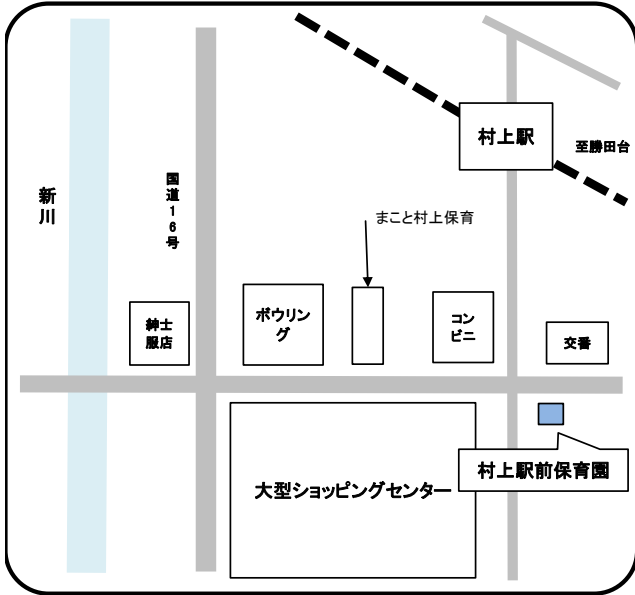 村上駅
至勝田台
新川
国道16号
まこと村上保育
紳士
服店
ボウリン
グ
コン
ビニ
交番
大型ショッピングセンター
村上駅前保育園